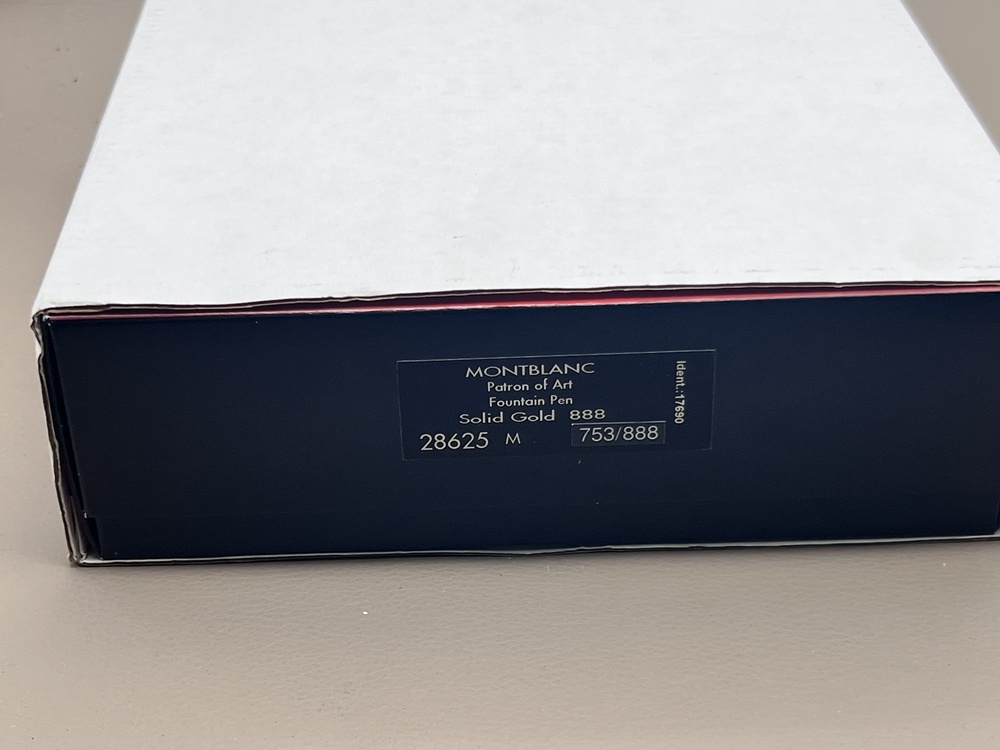 MONTBLANC
Patron of Art
Fountain Pen
Solid Gold 888
28625 M 753/888
Ident.:17690